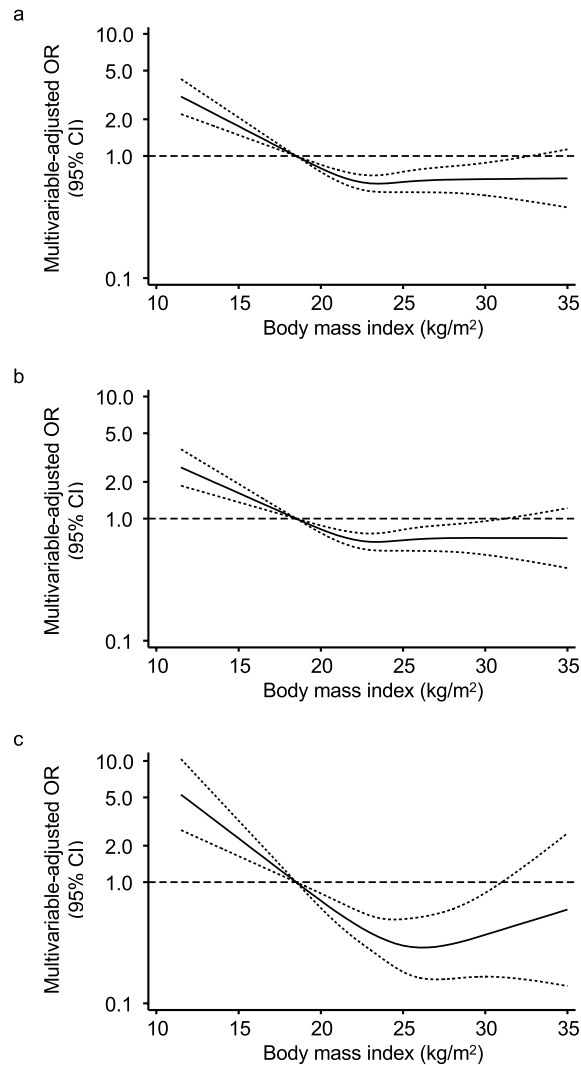 a
10.0
5.0
2.0
1.0
0.1
Multivariable-adjusted OR
(95% CI)
10 15 20 25 30 35
Body mass index (kg/m²)
b
10.0
5.0
2.0
1.0
0.1
Multivariable-adjusted OR
(95% CI)
10 15 20 25 30 35
Body mass index (kg/m²)
c
10.0
5.0
2.0
1.0
0.1
Multivariable-adjusted OR
(95% CI)
10 15 20 25 30 35
Body mass index (kg/m²)